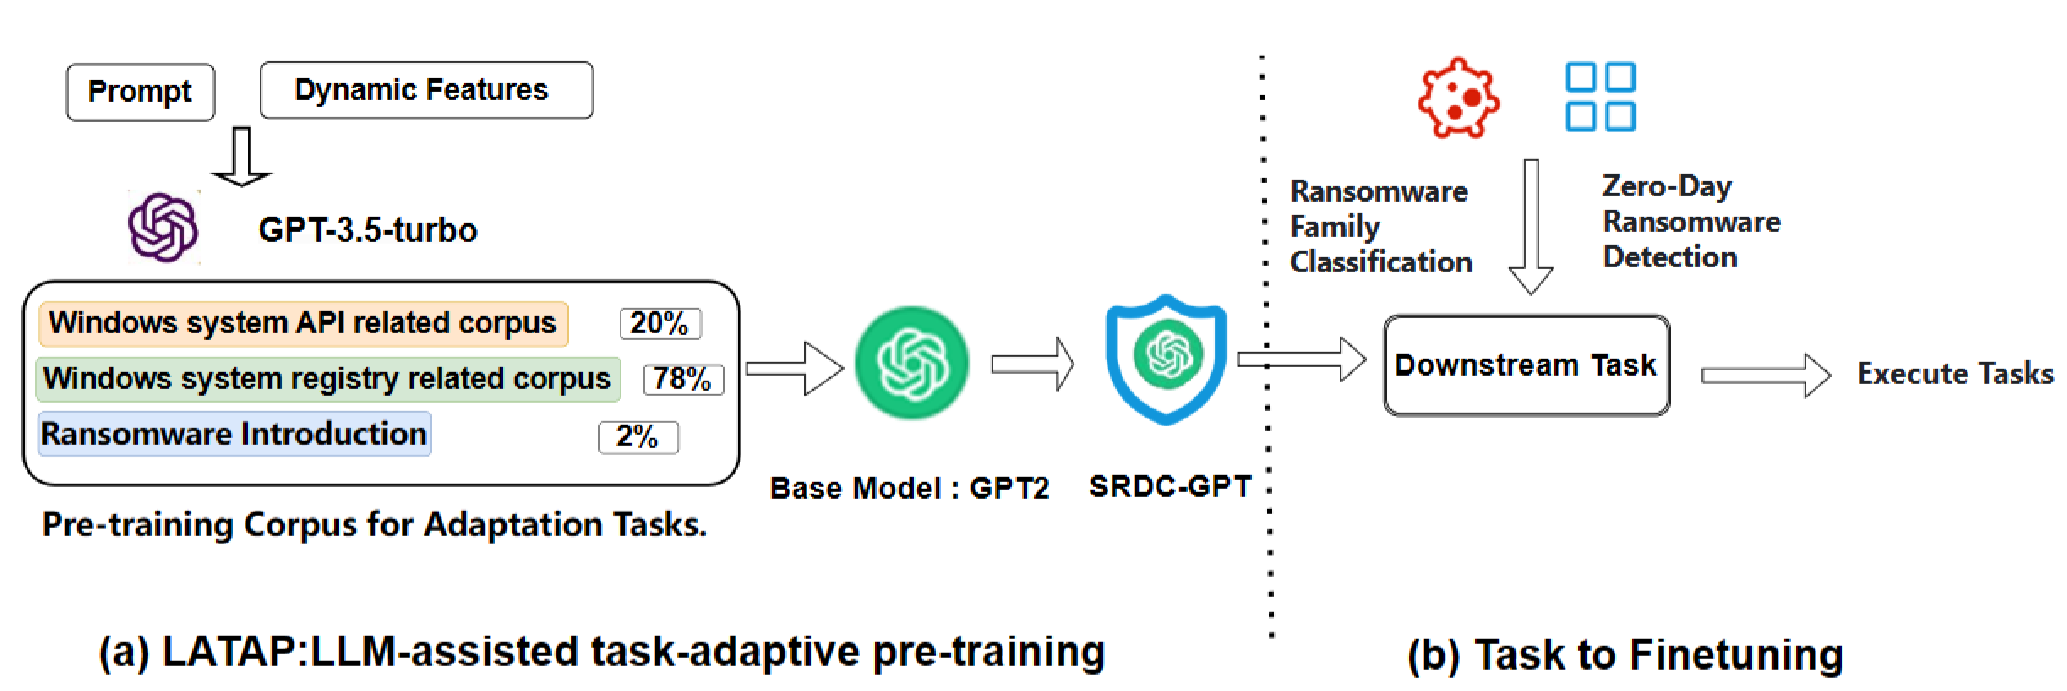 Prompt
Dynamic Features
GPT-3.5-turbo
Windows system API related corpus 20%
Windows system registry related corpus 78%
Ransomware Introduction 2%
Pre-training Corpus for Adaptation Tasks.
Base Model : GPT2
SRDC-GPT
(a) LATAP:LLM-assisted task-adaptive pre-training
Ransomware
Family
Classification
Zero-Day
Ransomware
Detection
Downstream Task
Execute Tasks
(b) Task to Finetuning